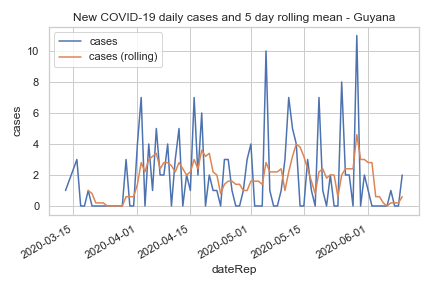 New COVID-19 daily cases and 5 day rolling mean - Guyana
cases
cases (rolling)
10
8
6
4
2
0
cases
2020-03-15
2020-04-01
2020-04-15
2020-05-01
2020-05-15
2020-06-01
dateRep